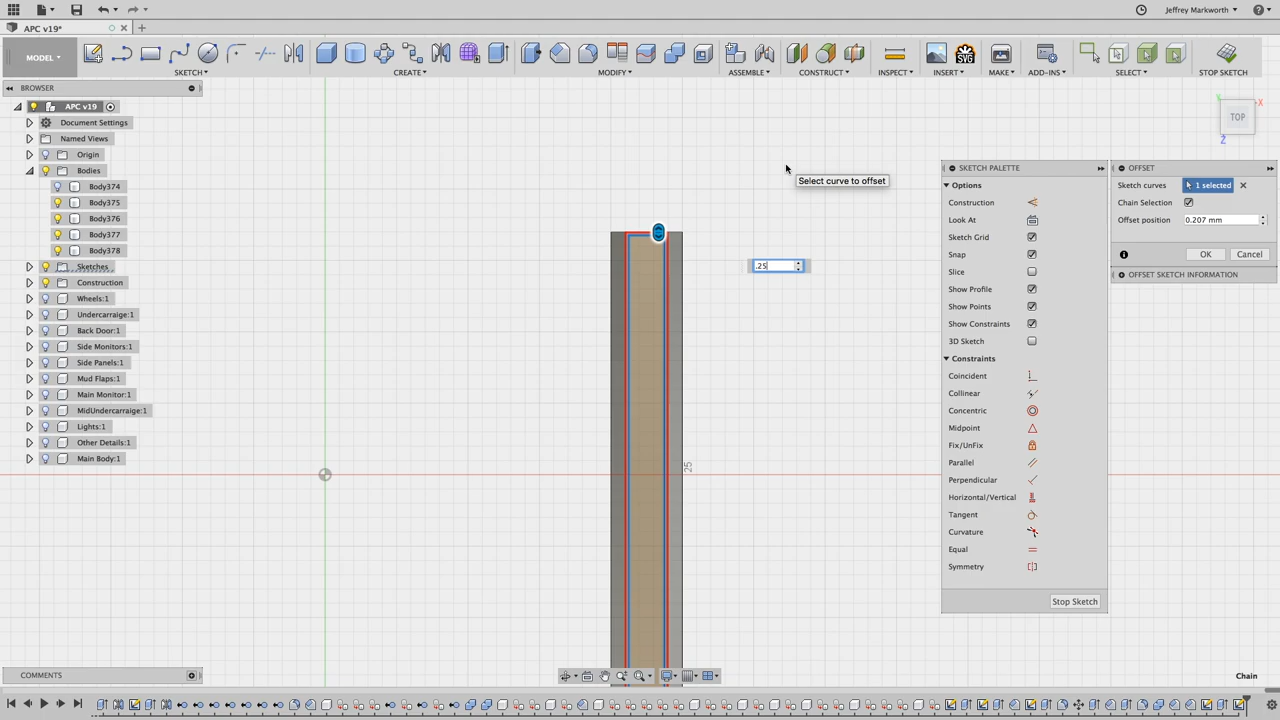 Jeffrey Markworth
APC v19*
MODEL
SKETCH
CREATE
MODIFY
ASSEMBLE
CONSTRUCT
INSPECT
INSERT
SVG
MAKE
ADD-INS
SELECT
STOP SKETCH
BROWSER
APC v19
Document Settings
Named Views
Origin
Bodies
Body374
Body375
Body376
Body377
Body378
Sketches
Construction
Wheels:1
Undercarraige:1
Back Door:1
Side Monitors:1
Side Panels:1
Mud Flaps:1
Main Monitor:1
MidUndercarraige:1
Lights:1
Other Details:1
Main Body:1
Select curve to offset
.25
25
TOP
X
Y
Z
SKETCH PALETTE
Options
Construction
Look At
Sketch Grid
Snap
Slice
Show Profile
Show Points
Show Constraints
3D Sketch
Constraints
Coincident
Collinear
Concentric
Midpoint
Fix/UnFix
Parallel
Perpendicular
Horizontal/Vertical
Tangent
Curvature
Equal
Symmetry
Stop Sketch
OFFSET
Sketch curves 1 selected
Chain Selection
Offset position 0.207 mm
OK Cancel
OFFSET SKETCH INFORMATION
COMMENTS
Chain